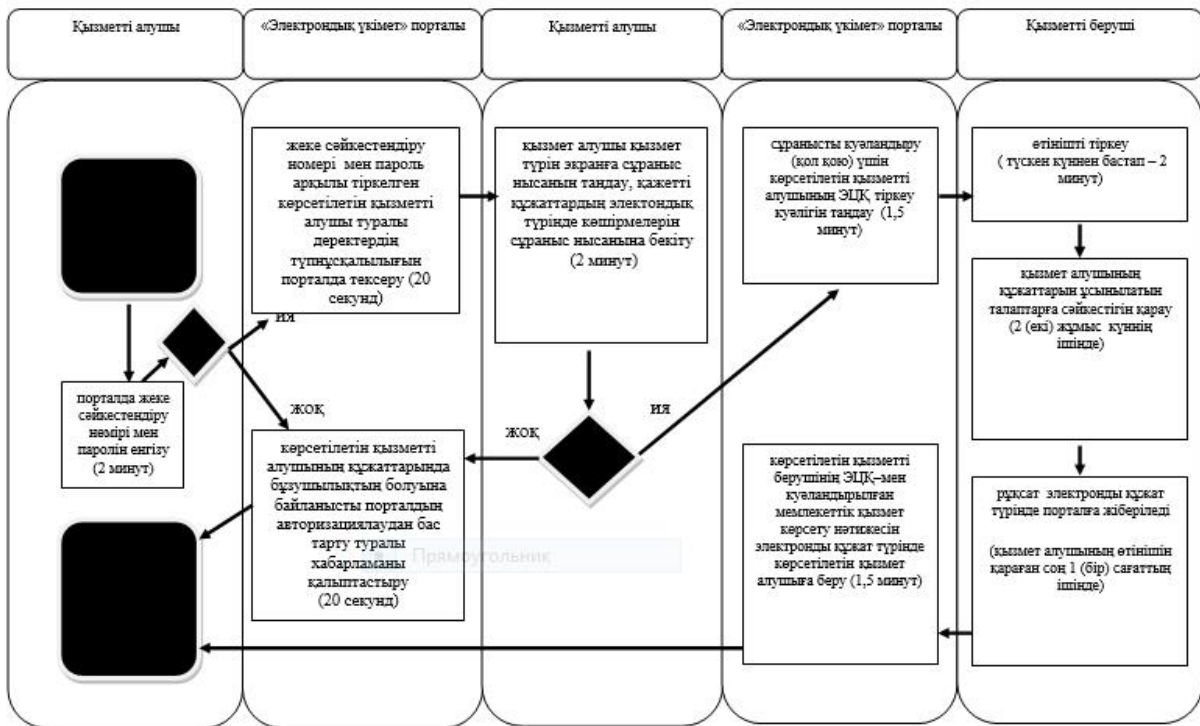 Қызметті алушы
«Электрондық үкімет» порталы
Қызметті алушы
«Электрондық үкімет» порталы
Қызметті беруші
жеке сәйкестендіру
номері мен пароль
арқылы тіркелген
көрсетілетін қызметті
алушы туралы
деректердің
түпнұсқалылығын
порталда тексеру (20
секунд)
қызмет алушы қызмет
түрін экранға сұраныс
нысанын таңдау, қажетті
құжаттардың электондық
түрінде көшірмелерін
сұраныс нысанына бекіту
(2 минут)
сұранысты куәландыру
(қол қою) үшін
көрсетілетін қызметті
алушының ЭЦҚ тіркеу
куәлігін таңдау (1,5
минут)
өтінішті тіркеу
( түскен күннен бастап – 2
минут)
қызмет алушының
құжаттарын ұсынылатын
талаптарға сәйкестігін қарау
(2 (екі) жұмыс күннің
ішінде)
ия
порталда жеке
сәйкестендіру
нөмірі мен
паролін енгізу
(2 минут)
жоқ
жоқ
ия
көрсетілетін қызметті
алушының құжаттарында
бұзушылықтың болуына
байланысты порталдың
авторизациялаудан бас
тарту туралы
хабарламаны
қалыптастыру
(20 секунд)
Прямоугольник
көрсетілетін қызметті
берушінің ЭЦҚ–мен
куәландырылған
мемлекеттік қызмет
көрсету нәтижесін
электронды құжат түрінде
көрсетілетін қызмет
алушыға беру (1,5 минут)
рұқсат электронды құжат
түрінде порталға жіберіледі
(қызмет алушының өтінішін
қараған соң 1 (бір) сағаттың
ішінде)